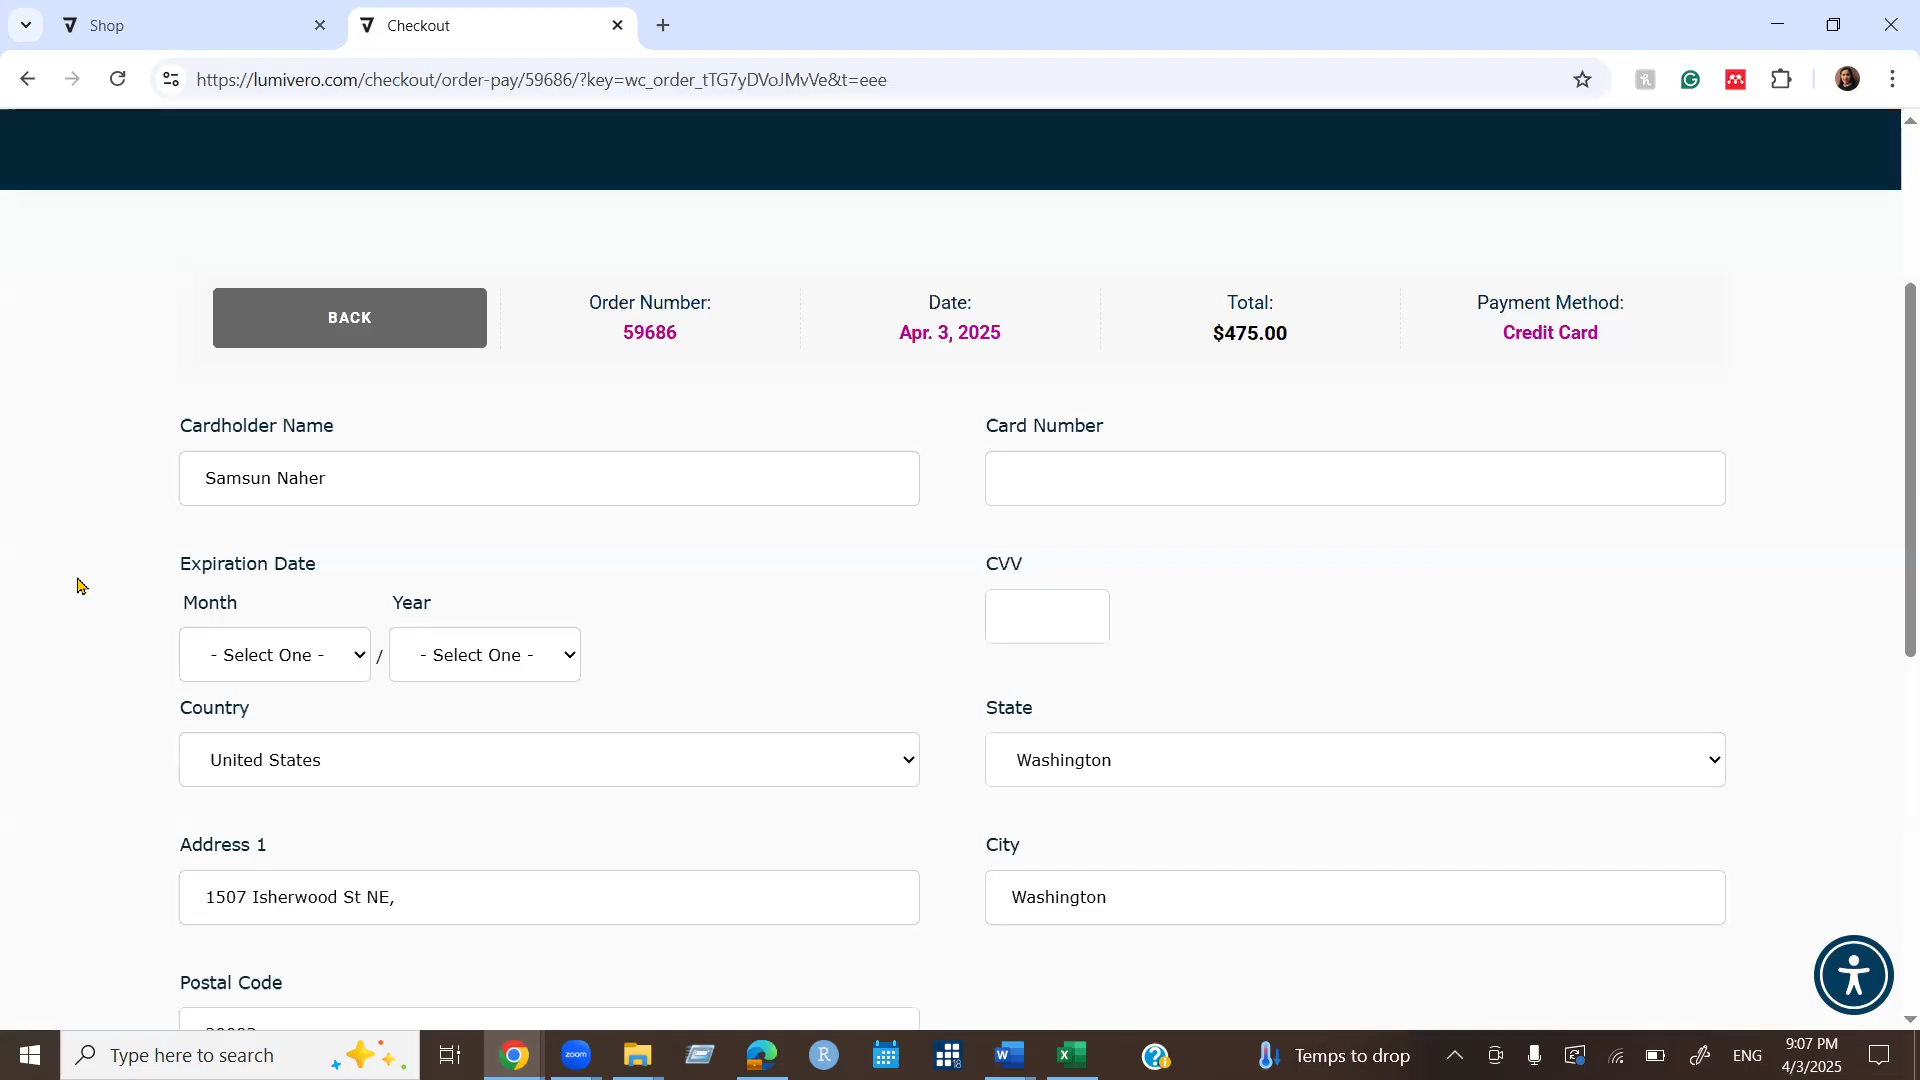 Shop
Checkout
https://lumivero.com/checkout/order-pay/59686/?key=wc_order_tTG7yDVoJMvVe&t=eee
BACK
Order Number:
59686
Date:
Apr. 3, 2025
Total:
$475.00
Payment Method:
Credit Card
Cardholder Name
Card Number
Samsun Naher
Expiration Date
CVV
Month
Year
- Select One -
/
- Select One -
Country
State
United States
Washington
Address 1
City
1507 Isherwood St NE,
Washington
Postal Code
Type here to search
zoom
R
18
Temps to drop
ENG
9:07 PM
4/3/2025